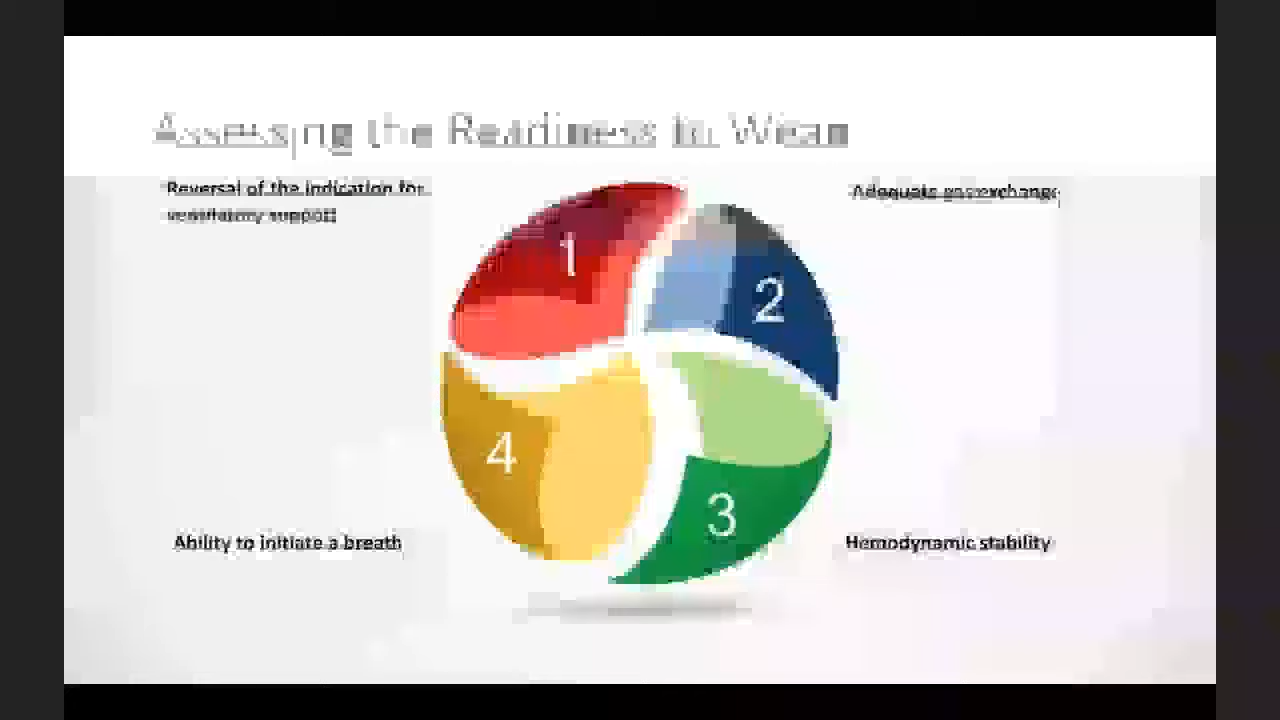 Assessing the Readiness to Wean
Reversal of the indication for
ventilatory support
Adequate gas exchange
1
2
4
3
Ability to initiate a breath
Hemodynamic stability